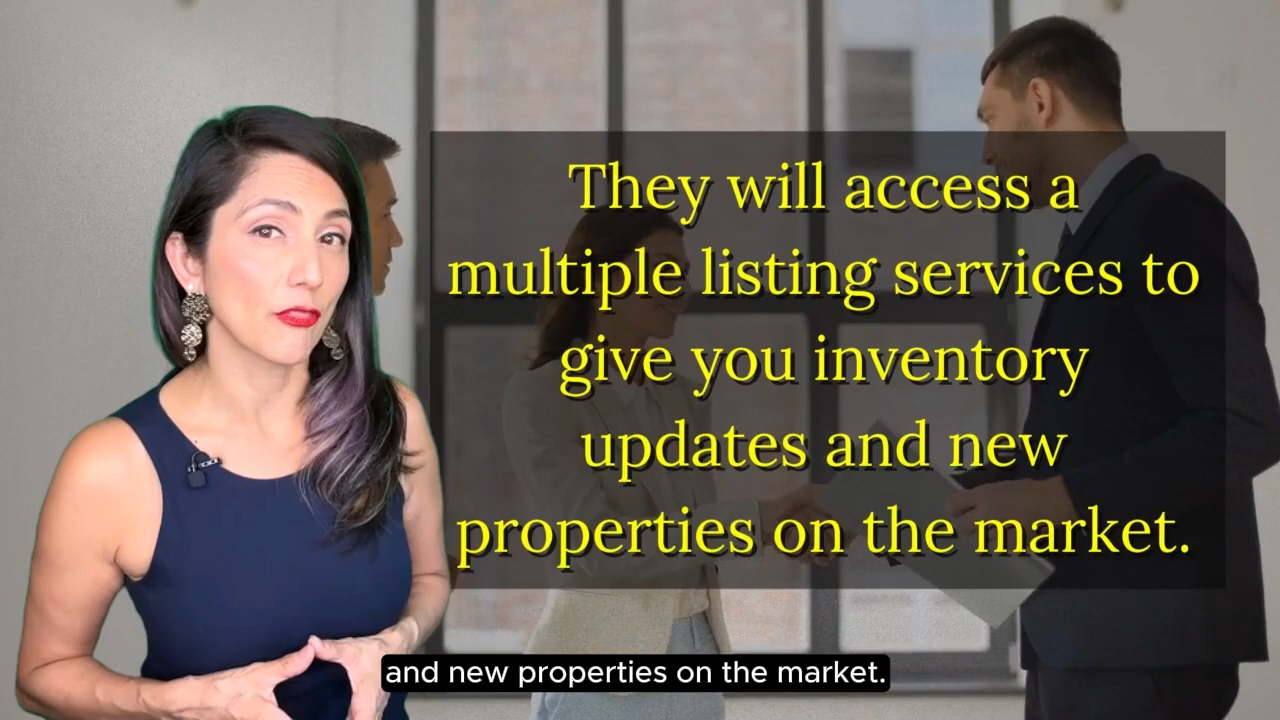 They will access a
multiple listing services to
give you inventory
updates and new
properties on the market.
and new properties on the market.